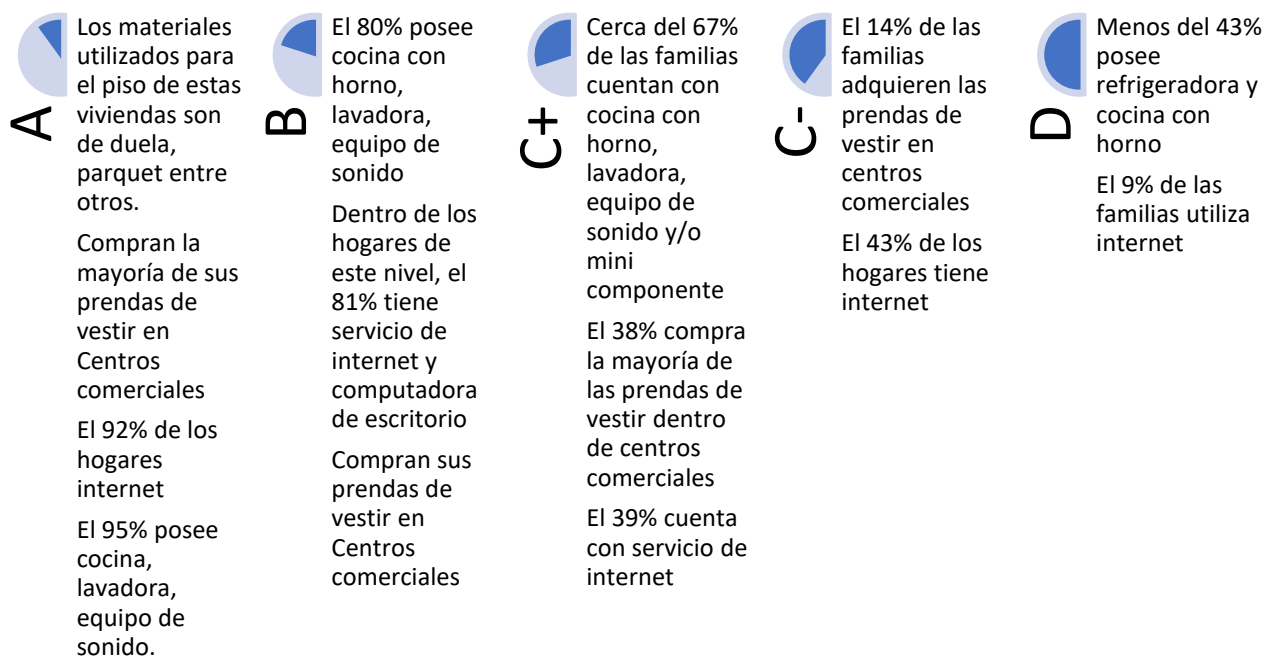 A
Los materiales
utilizados para
el piso de estas
viviendas son
de duela,
parquet entre
otros.
Compran la
mayoría de sus
prendas de
vestir en
Centros
comerciales
El 92% de los
hogares
internet
El 95% posee
cocina,
lavadora,
equipo de
sonido.
B
El 80% posee
cocina con
horno,
lavadora,
equipo de
sonido
Dentro de los
hogares de
este nivel, el
81% tiene
servicio de
internet y
computadora
de escritorio
Compran sus
prendas de
vestir en
Centros
comerciales
C+
Cerca del 67%
de las familias
cuentan con
cocina con
horno,
lavadora,
equipo de
sonido y/o
mini
componente
El 38% compra
la mayoría de
las prendas de
vestir dentro
de centros
comerciales
El 39% cuenta
con servicio de
internet
C-
El 14% de las
familias
adquieren las
prendas de
vestir en
centros
comerciales
El 43% de los
hogares tiene
internet
D
Menos del 43%
posee
refrigeradora y
cocina con
horno
El 9% de las
familias utiliza
internet